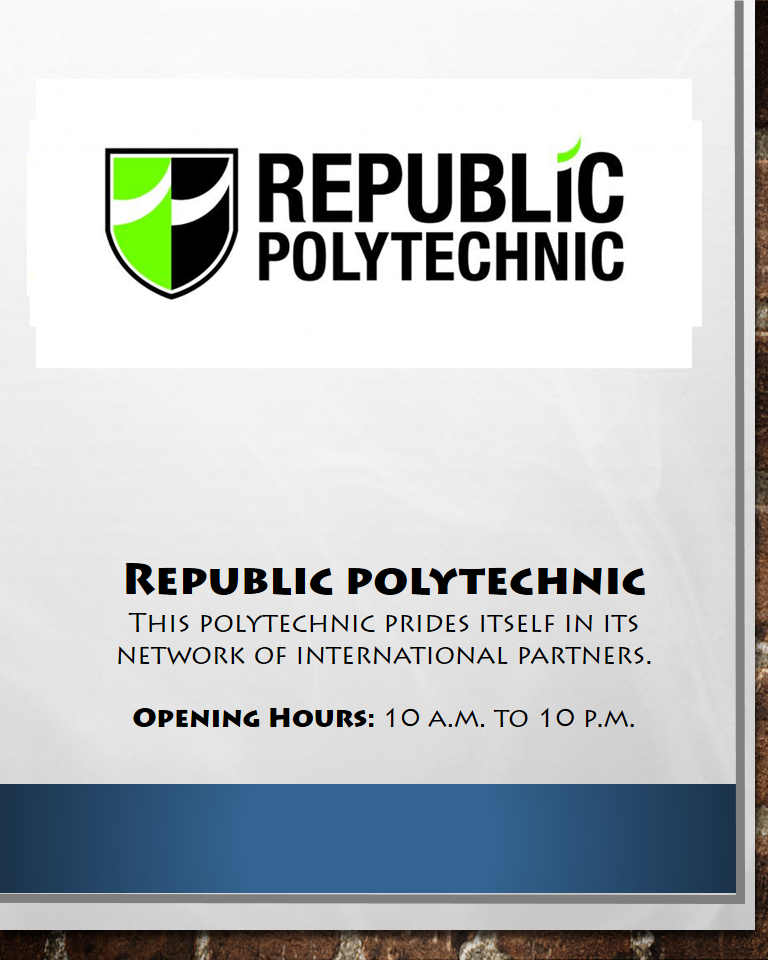 REPUBLIC
POLYTECHNIC
Republic polytechnic
This polytechnic prides itself in its
network of international partners.
Opening Hours: 10 a.m. to 10 p.m.